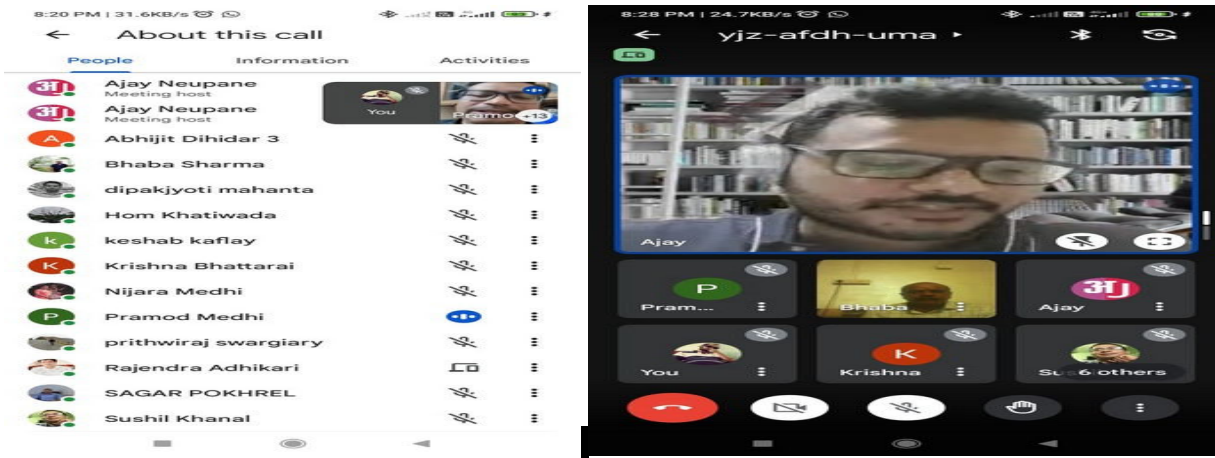 8:20 PM | 31.6KB/s
About this call
People Information Activities
अJ Ajay Neupane
Meeting host
अJ Ajay Neupane
Meeting host
You Pramo +13
A Abhijit Dihidar 3
Bhaba Sharma
dipakjyoti mahanta
Hom Khatiwada
k keshab kaflay
K Krishna Bhattarai
Nijara Medhi
P Pramod Medhi
prithwiraj swargiary
Rajendra Adhikari
SAGAR POKHREL
Sushil Khanal
8:28 PM | 24.7KB/s
yjz-afdh-uma
Ajay
P अJ
Pram... Bhaba Ajay
K
You Krishna 6 others